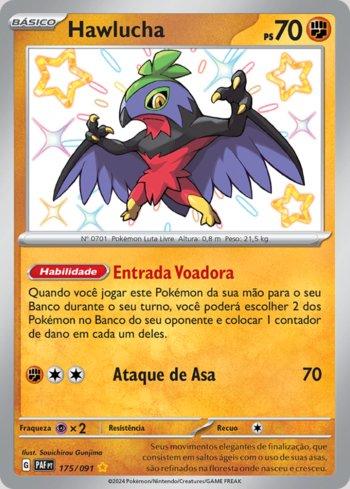 BÁSICO
Hawlucha
PS 70
Nº 0701 Pokémon Luta Livre Altura: 0,8 m Peso: 21,5 kg
Habilidade Entrada Voadora
Quando você jogar este Pokémon da sua mão para o seu
Banco durante o seu turno, você poderá escolher 2 dos
Pokémon no Banco do seu oponente e colocar 1 contador
de dano em cada um deles.
Ataque de Asa 70
Fraqueza ×2 Resistência Recuo
Ilust. Souichirou Gunjima
G PAF PT 175/091
Seus movimentos elegantes de finalização, que
consistem em saltos ágeis com o uso de suas asas,
são refinados na floresta onde nasceu e cresceu.
©2024 Pokémon/Nintendo/Creatures/GAME FREAK